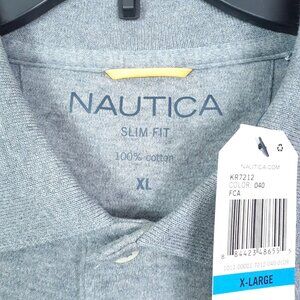 NAUTICA
SLIM FIT
100% cotton
XL
NAUTICA.COM
KR7212
COLOR: 040
FCA
X-LARGE